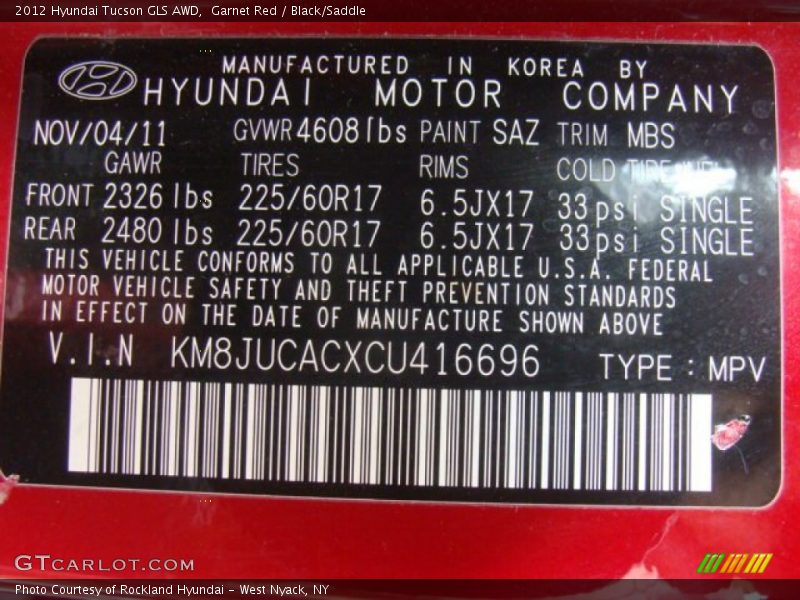 2012 Hyundai Tucson GLS AWD,  Garnet Red / Black/Saddle
MANUFACTURED IN KOREA BY
HYUNDAI MOTOR COMPANY
NOV/04/11 GVWR 4608lbs PAINT SAZ TRIM MBS
GAWR TIRES RIMS COLD TIRE
FRONT 2326 lbs 225/60R17 6.5JX17 33psi SINGLE
REAR 2480 lbs 225/60R17 6.5JX17 33psi SINGLE
THIS VEHICLE CONFORMS TO ALL APPLICABLE U.S.A. FEDERAL
MOTOR VEHICLE SAFETY AND THEFT PREVENTION STANDARDS
IN EFFECT ON THE DATE OF MANUFACTURE SHOWN ABOVE
V.I.N KM8JUCACXCU416696 TYPE : MPV
GTCARLOT.COM
Photo Courtesy of Rockland Hyundai - West Nyack, NY